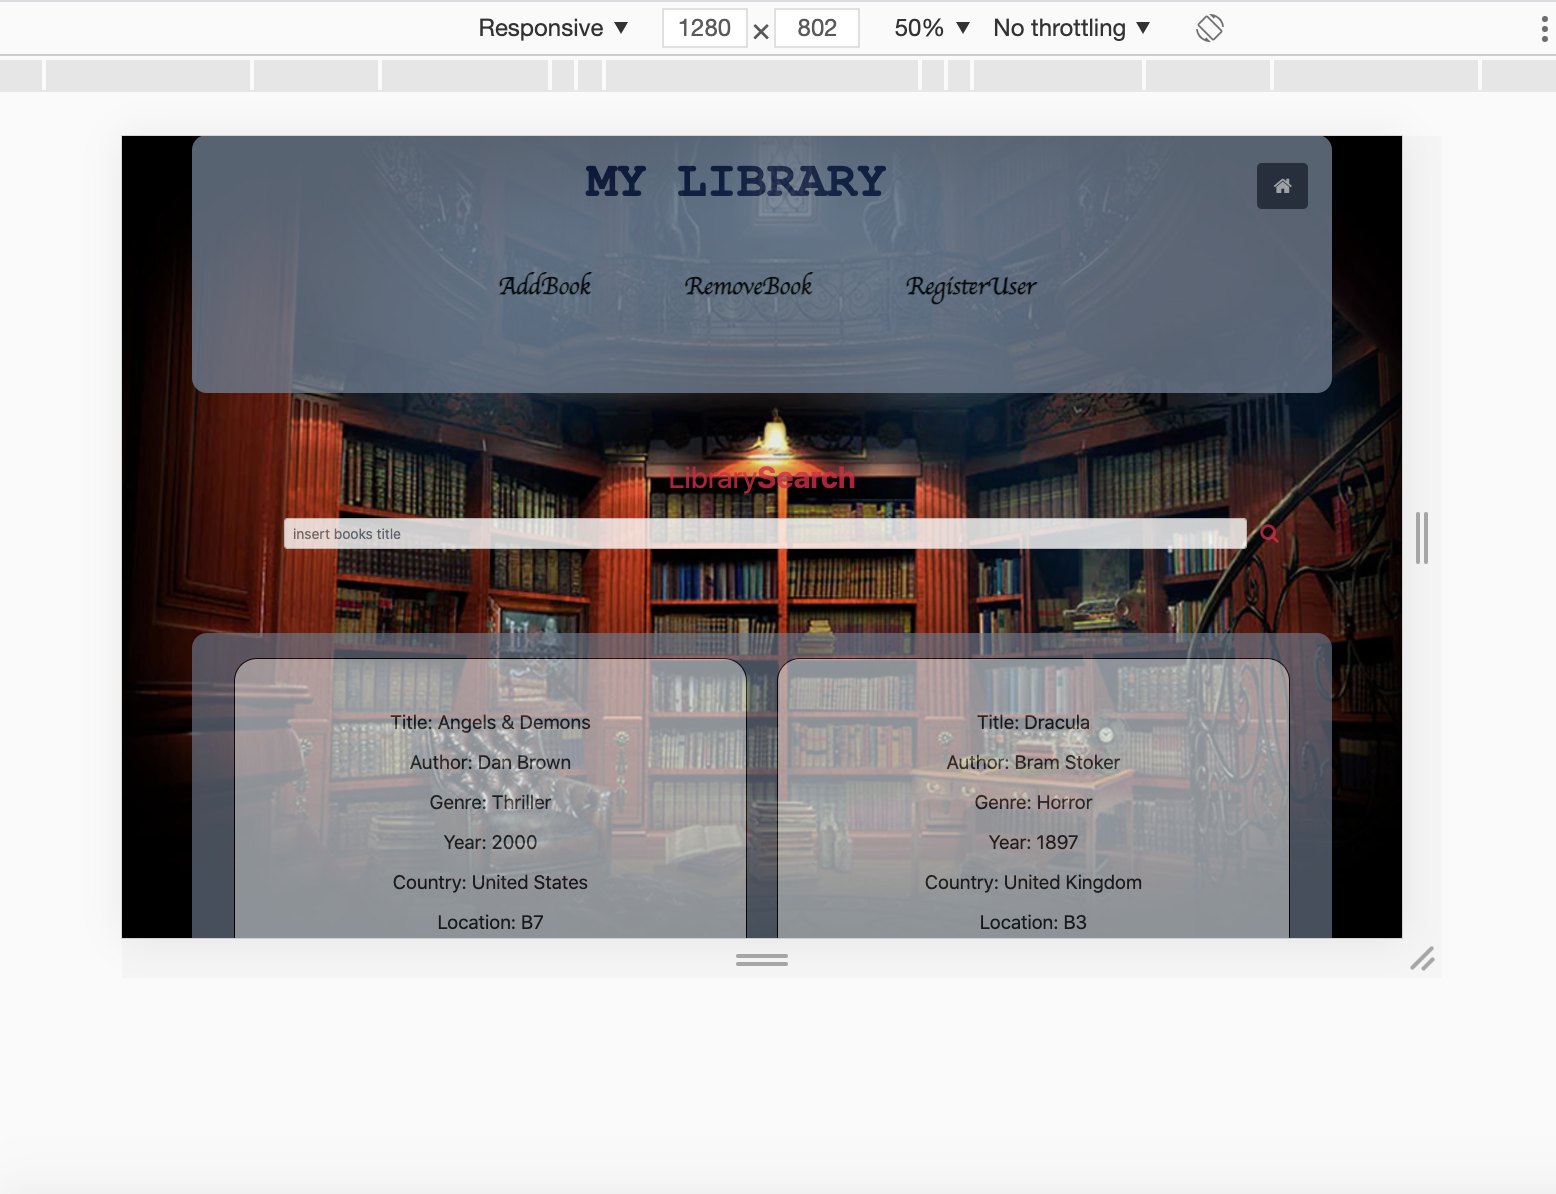 Responsive ▼ 1280 × 802 50% ▼ No throttling ▼
MY LIBRARY
AddBook RemoveBook RegisterUser
LibrarySearch
insert books title
Title: Angels & Demons
Author: Dan Brown
Genre: Thriller
Year: 2000
Country: United States
Location: B7
Title: Dracula
Author: Bram Stoker
Genre: Horror
Year: 1897
Country: United Kingdom
Location: B3